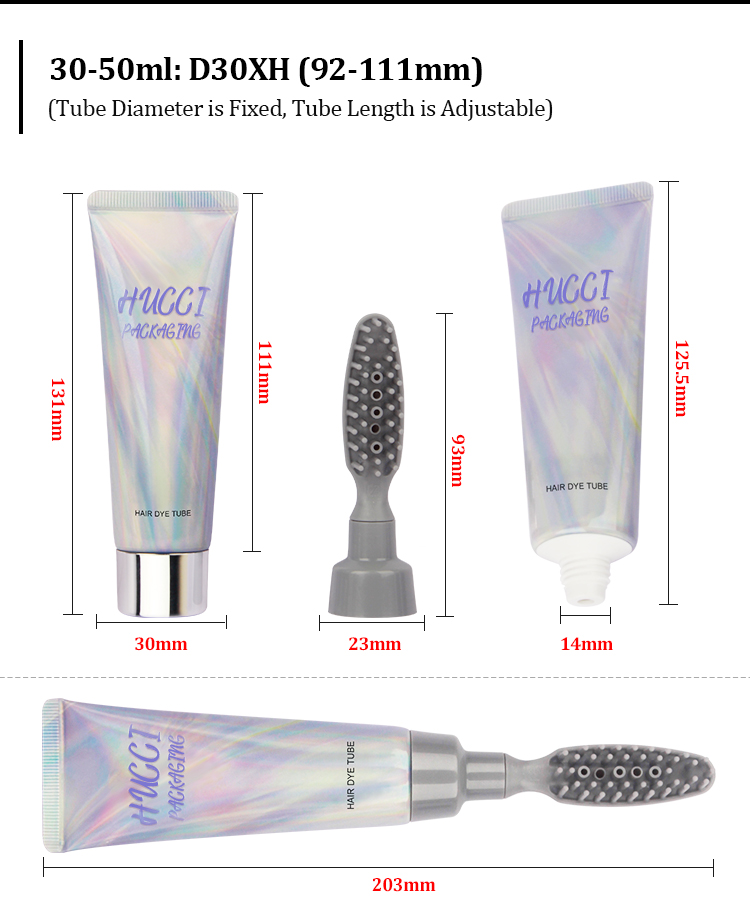 30-50ml: D30XH (92-111mm)
(Tube Diameter is Fixed, Tube Length is Adjustable)
HUCCI
PACKAGING
HAIR DYE TUBE
131mm
111mm
30mm
93mm
23mm
HUCCI
PACKAGING
HAIR DYE TUBE
125.5mm
14mm
HUCCI
PACKAGING
HAIR DYE TUBE
203mm